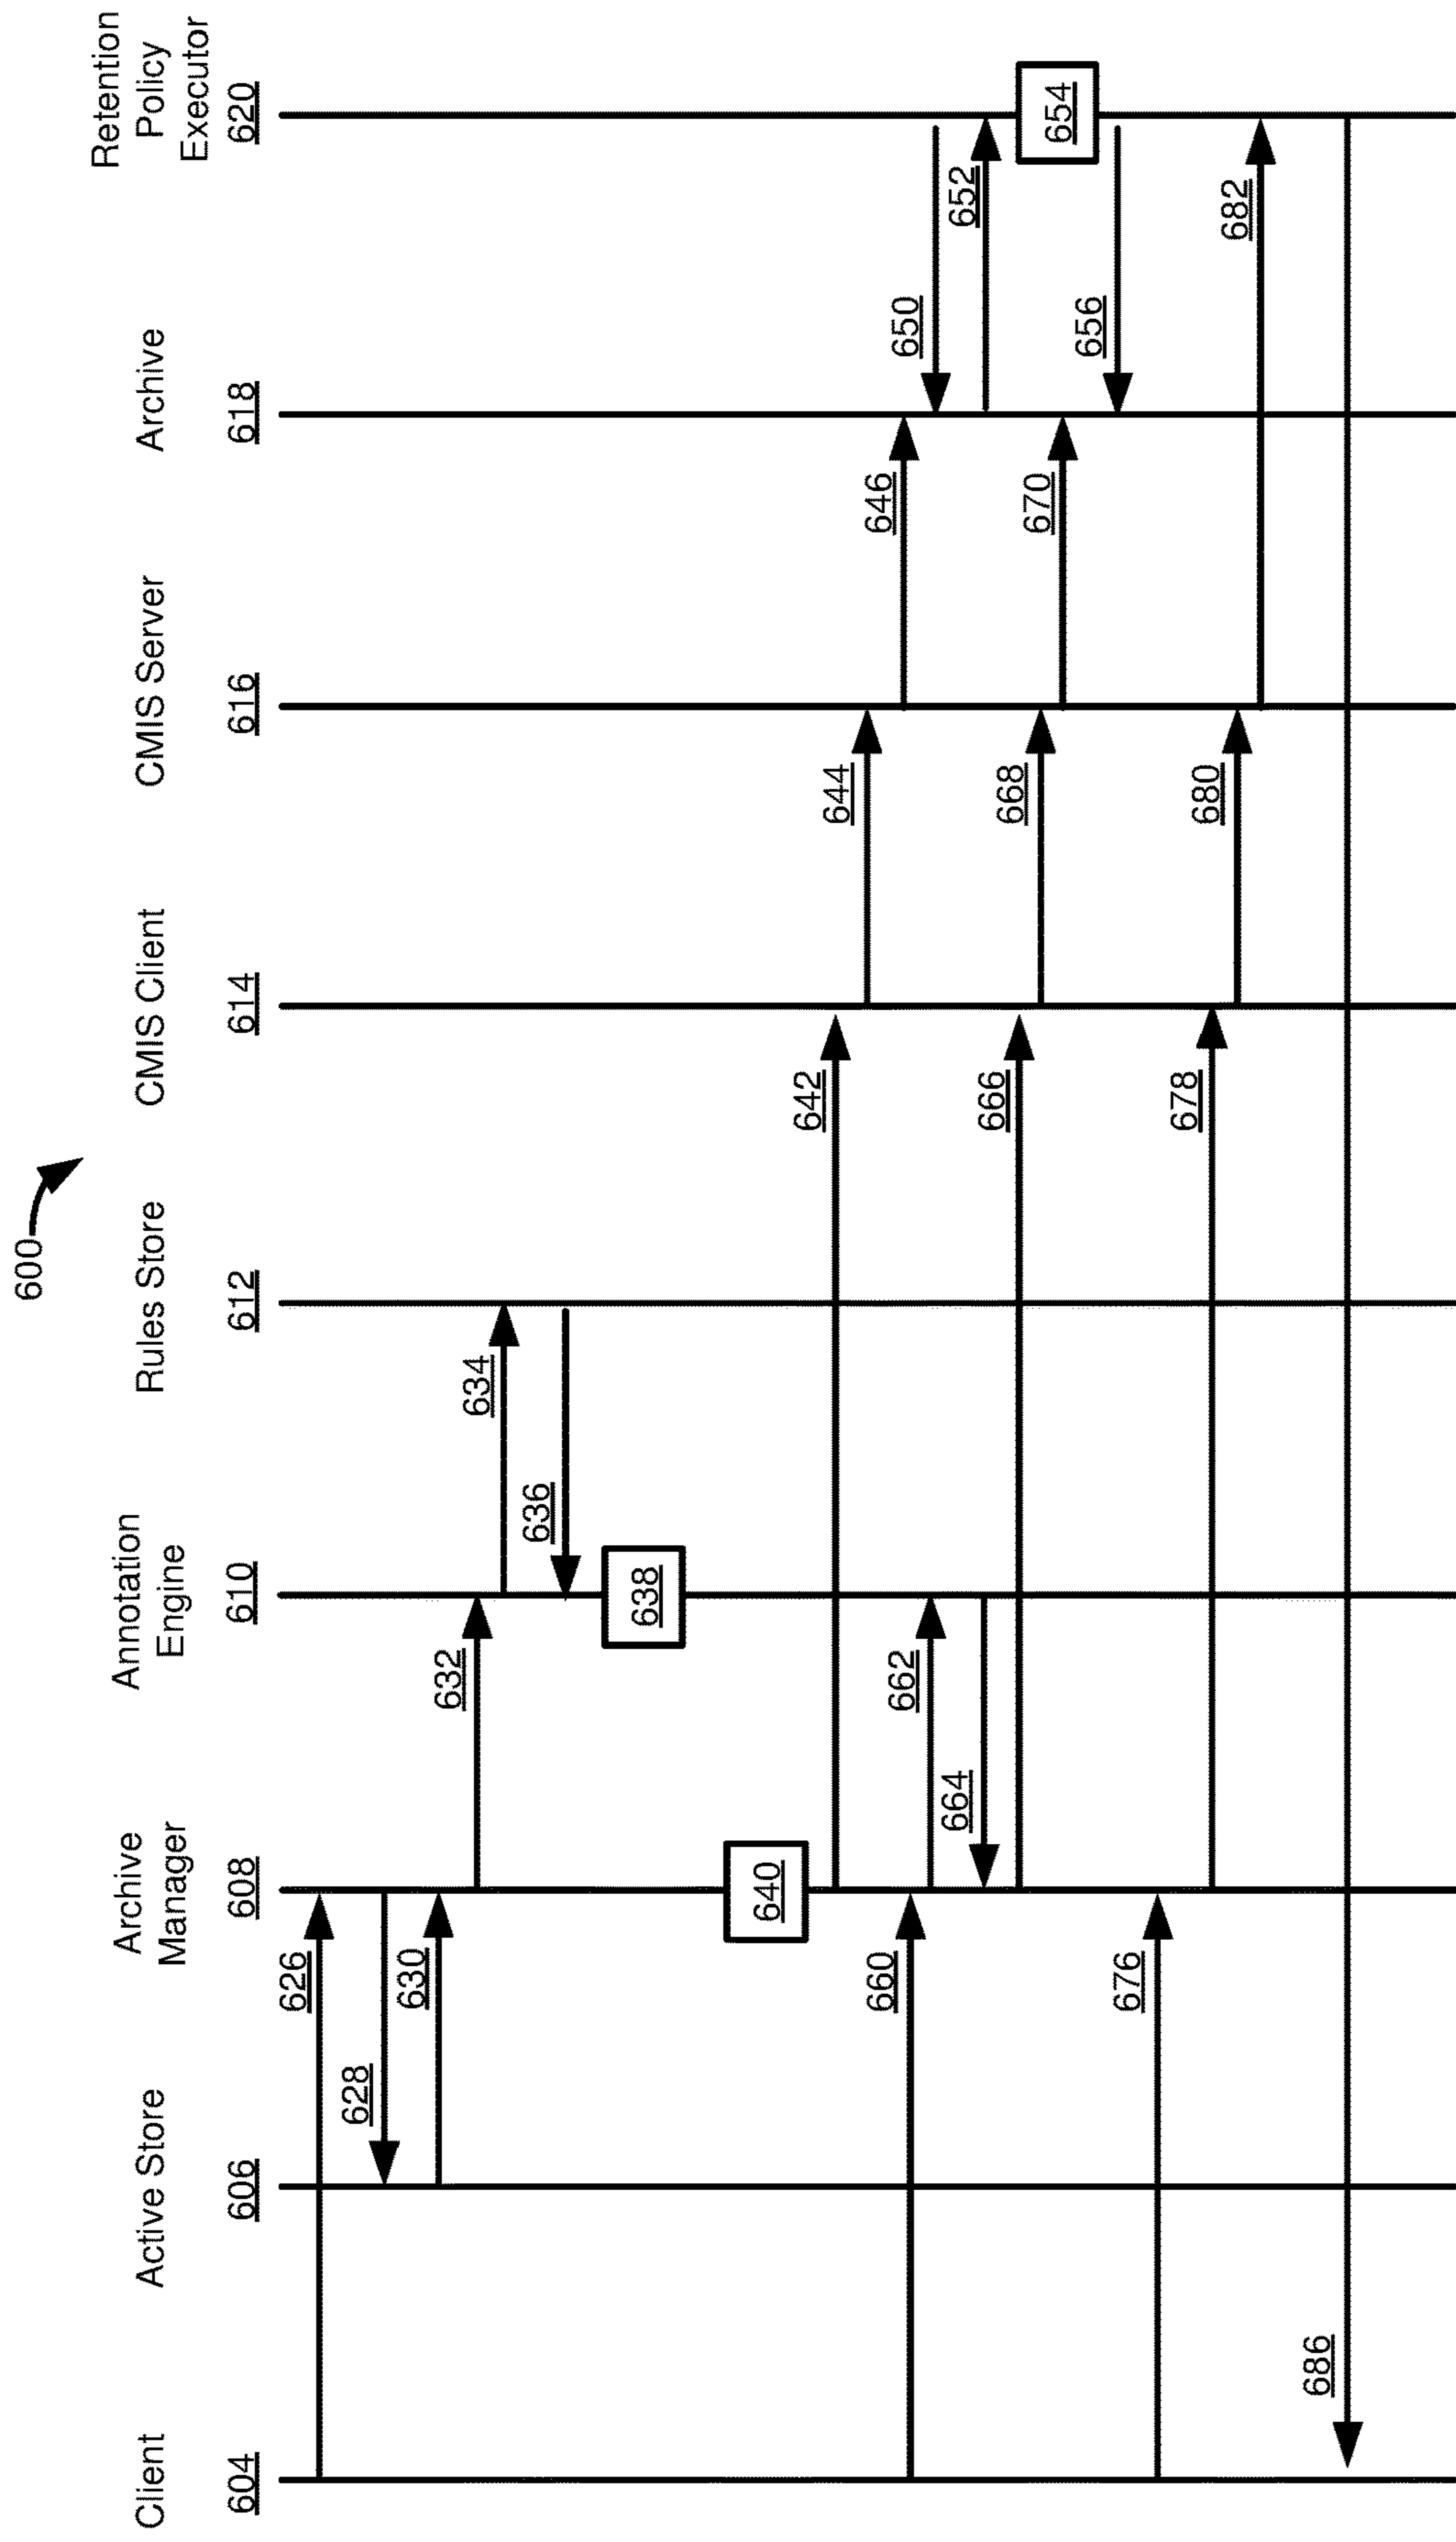 600
Client
604
Active Store
606
Archive
Manager
608
Annotation
Engine
610
Rules Store
612
CMIS Client
614
CMIS Server
616
Archive
618
Retention
Policy
Executor
620
626
628
630
632
634
636
638
640
642
644
646
650
652
654
656
660
662
664
666
668
670
676
678
680
682
686